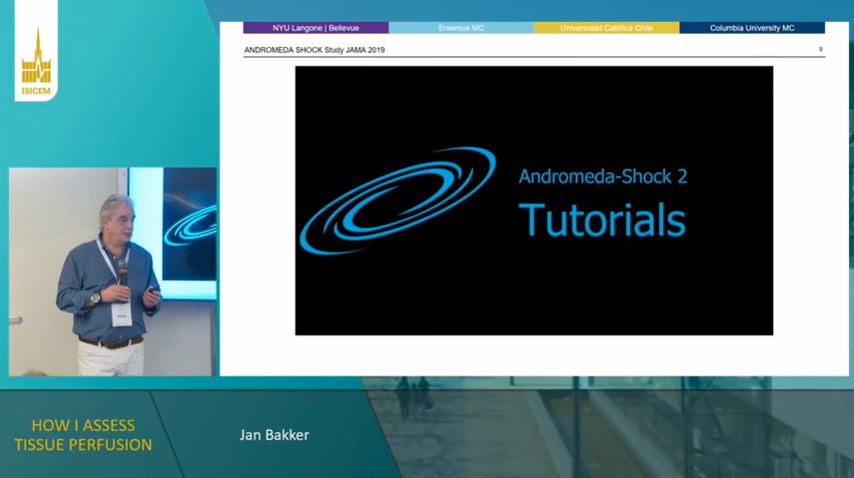 ISICEM
NYU Langone | Bellevue
Erasmus MC
Universidad Católica Chile
Columbia University MC
ANDROMEDA SHOCK Study JAMA 2019
9
Andromeda-Shock 2
Tutorials
HOW I ASSESS
TISSUE PERFUSION
Jan Bakker